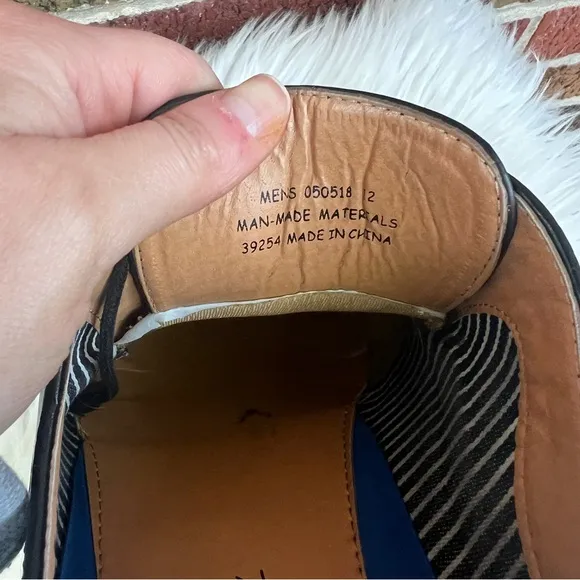 MENS 050518 12
MAN-MADE MATERIALS
39254 MADE IN CHINA